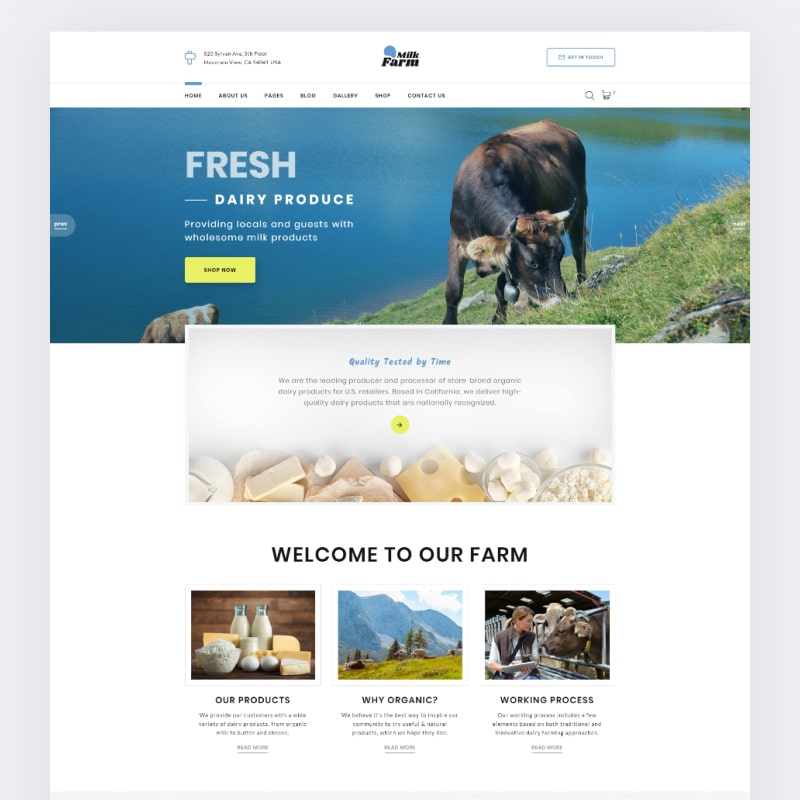 523 Sylvan Ave, 5th Floor
Mountain View, CA 94041 USA
Milk
Farm
GET IN TOUCH
HOME
ABOUT US
PAGES
BLOG
GALLERY
SHOP
CONTACT US
FRESH
DAIRY PRODUCE
Providing locals and guests with
wholesome milk products
prev
next
SHOP NOW
Quality Tested by Time
We are the leading producer and processor of store-brand organic
dairy products for U.S. retailers. Based in California, we deliver high-
quality dairy products that are nationally recognized.
WELCOME TO OUR FARM
OUR PRODUCTS
We provide our customers with a wide
variety of dairy products, from organic
milk to butter and cheese.
READ MORE
WHY ORGANIC?
We believe it's the best way to inspire our
community to try useful & natural
products, which we hope they like.
READ MORE
WORKING PROCESS
Our working process includes a few
elements based on both traditional and
innovative dairy farming approaches.
READ MORE